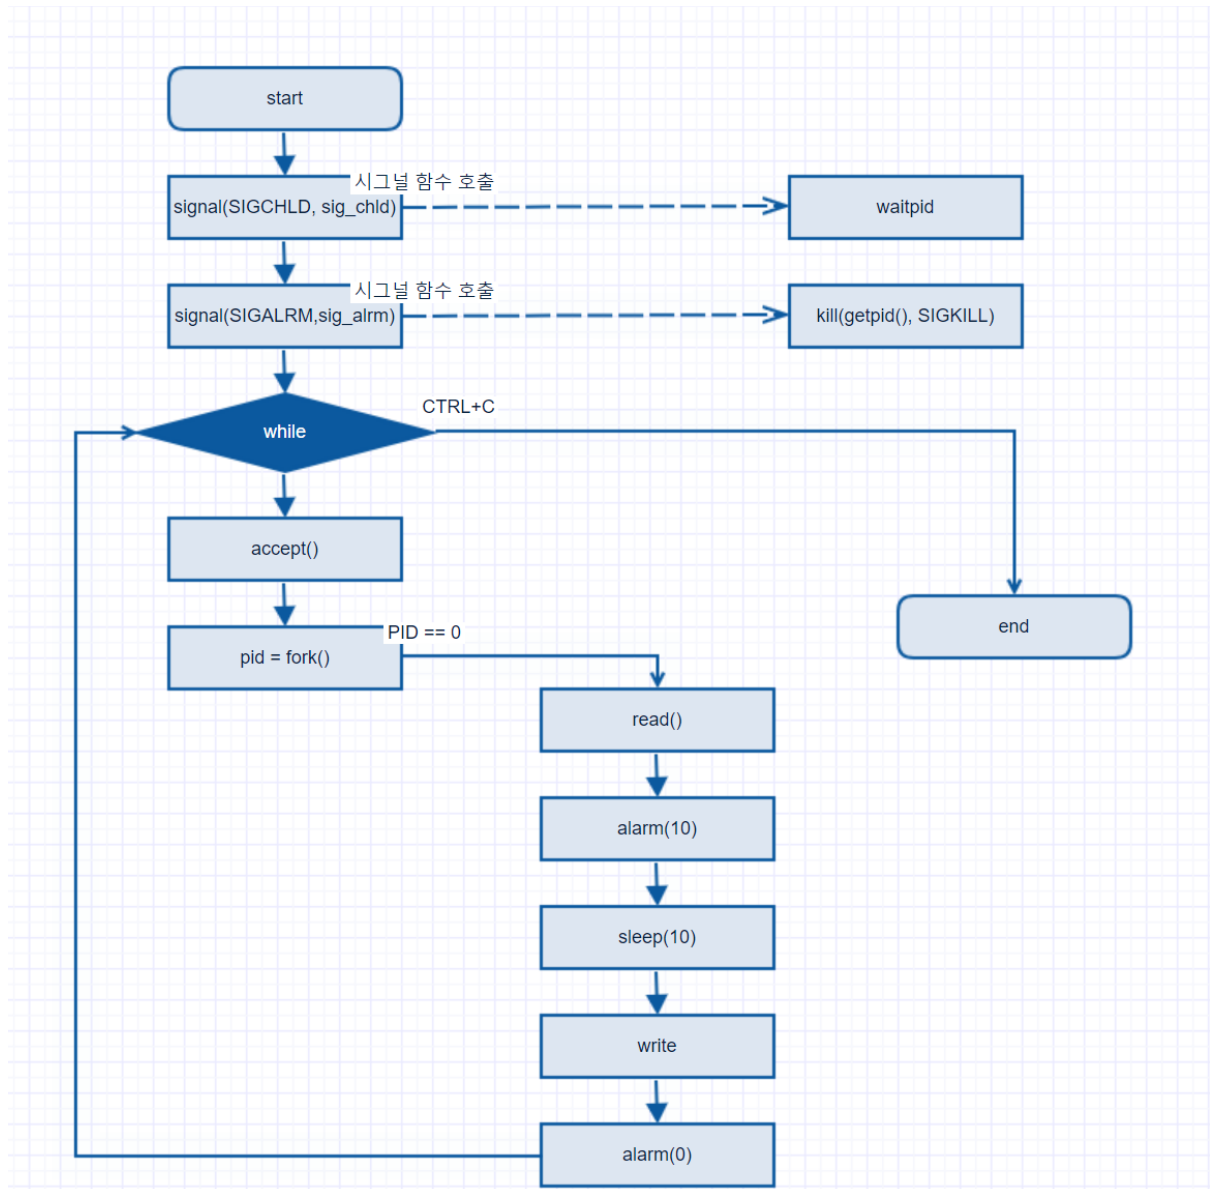 start
시그널 함수 호출
signal(SIGCHLD, sig_chld)
waitpid
시그널 함수 호출
signal(SIGALRM,sig_alrm)
kill(getpid(), SIGKILL)
CTRL+C
while
accept()
end
PID == 0
pid = fork()
read()
alarm(10)
sleep(10)
write
alarm(0)